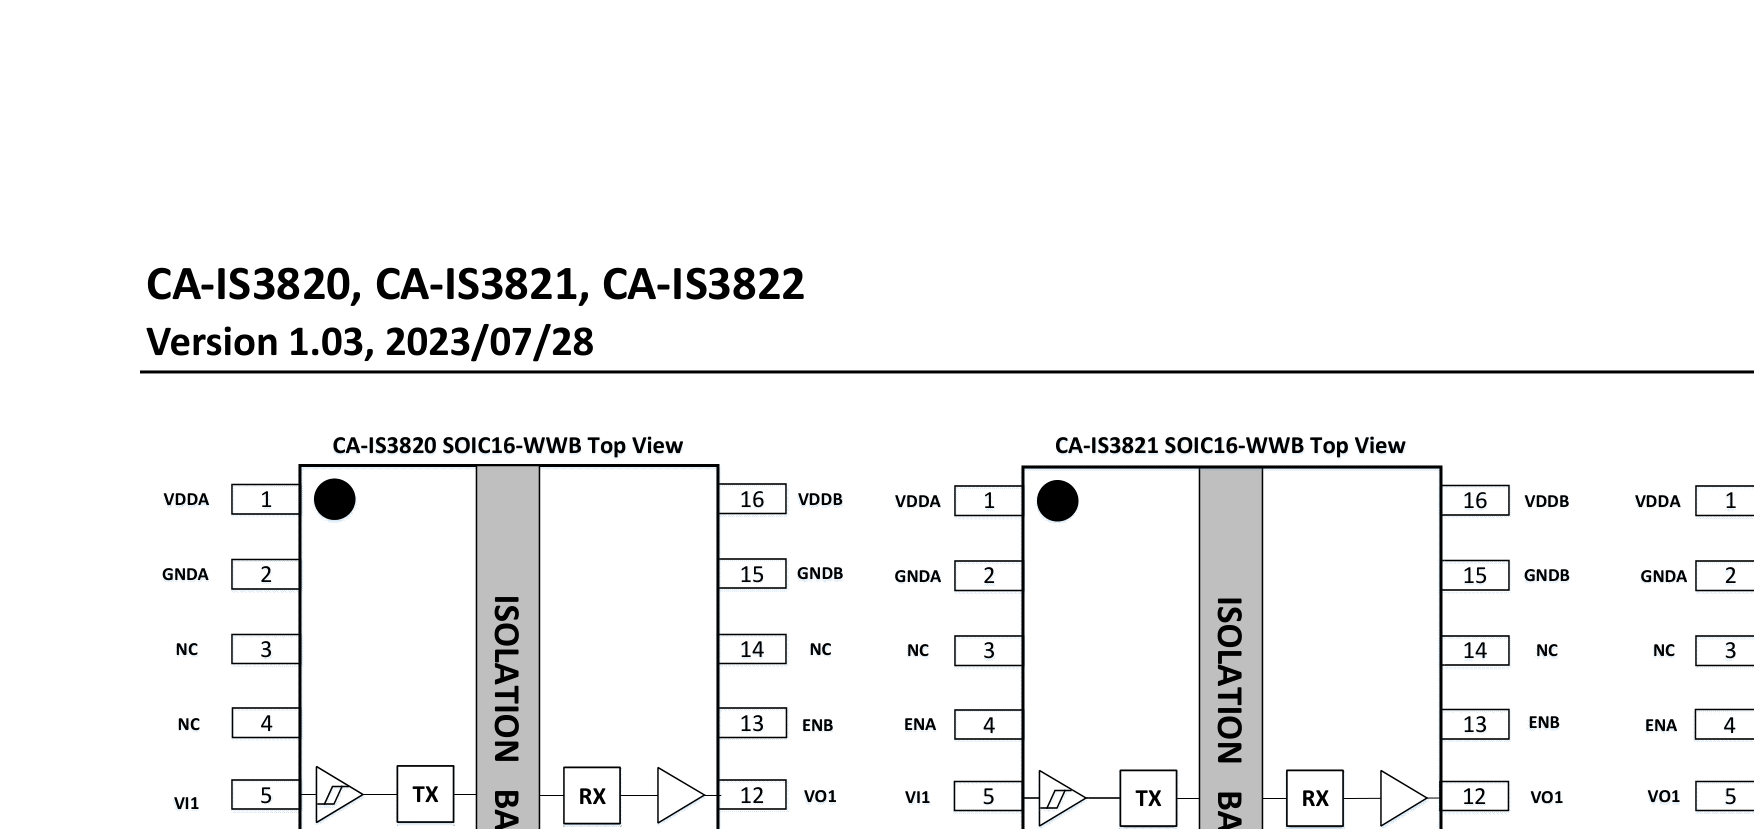 CA-IS3820, CA-IS3821, CA-IS3822
Version 1.03, 2023/07/28
CA-IS3820 SOIC16-WWB Top View
CA-IS3821 SOIC16-WWB Top View
VDDA 1 16 VDDB VDDA 1 16 VDDB VDDA 1
GNDA 2 15 GNDB GNDA 2 15 GNDB GNDA 2
NC 3 14 NC NC 3 14 NC NC 3
NC 4 13 ENB ENA 4 13 ENB ENA 4
VI1 5 TX RX 12 VO1 VI1 5 TX RX 12 VO1 VO1 5
ISOLATION BA
ISOLATION BA